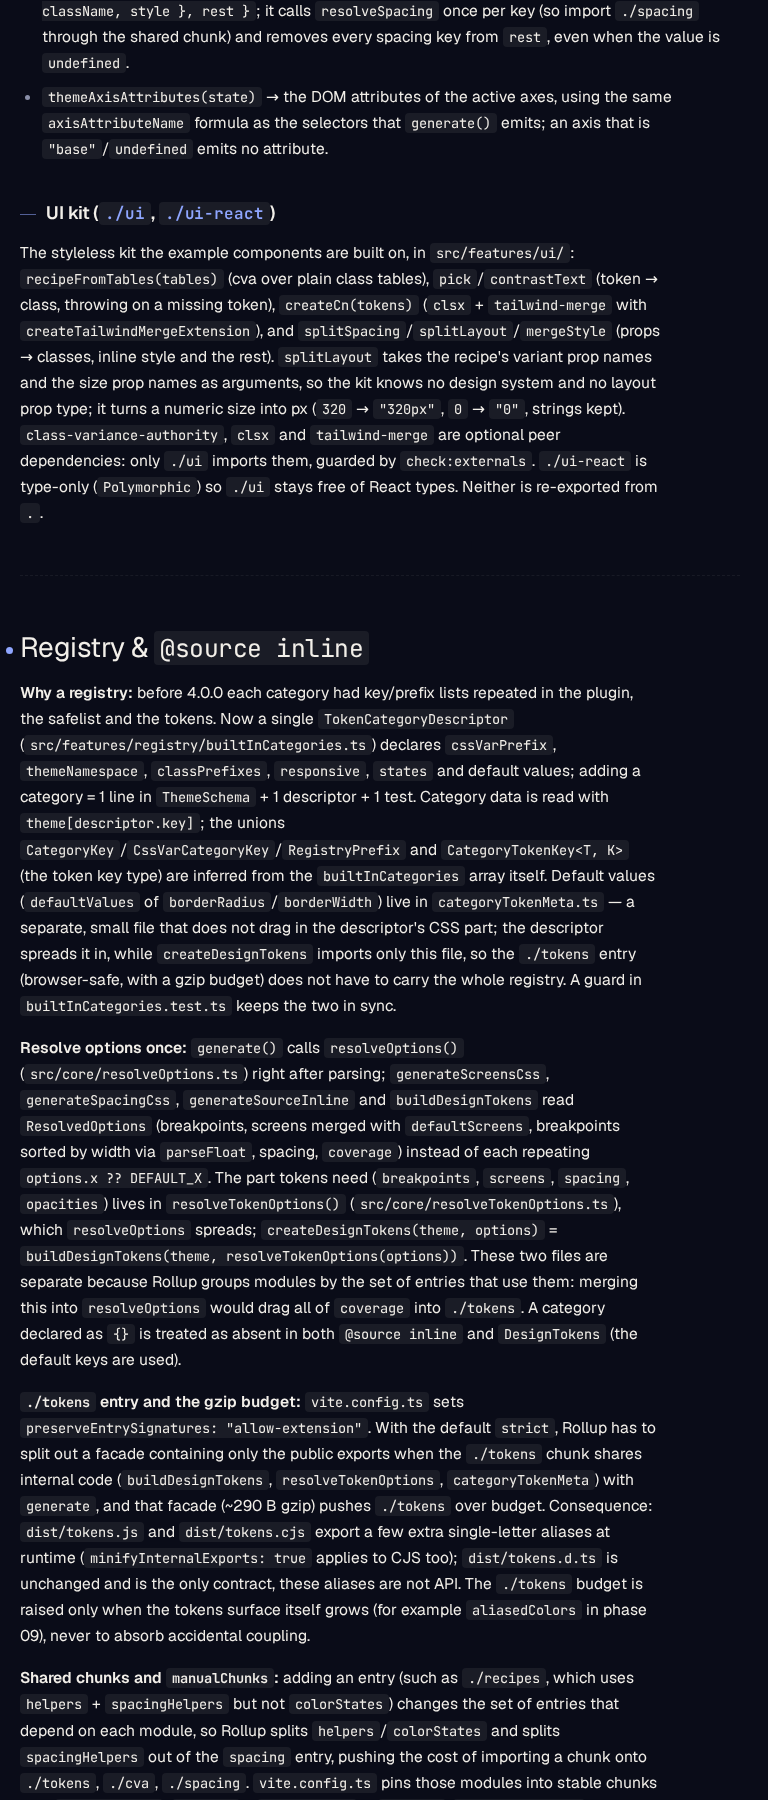 className, style }, rest } ; it calls resolveSpacing once per key (so import ./spacing
through the shared chunk) and removes every spacing key from rest , even when the value is
undefined .
themeAxisAttributes(state) → the DOM attributes of the active axes, using the same
axisAttributeName formula as the selectors that generate() emits; an axis that is
"base" / undefined emits no attribute.
— UI kit ( ./ui , ./ui-react )
The styleless kit the example components are built on, in src/features/ui/ :
recipeFromTables(tables) (cva over plain class tables), pick / contrastText (token →
class, throwing on a missing token), createCn(tokens) ( clsx + tailwind-merge with
createTailwindMergeExtension ), and splitSpacing / splitLayout / mergeStyle (props
→ classes, inline style and the rest). splitLayout takes the recipe's variant prop names
and the size prop names as arguments, so the kit knows no design system and no layout
prop type; it turns a numeric size into px ( 320 → "320px" , 0 → "0" , strings kept).
class-variance-authority , clsx and tailwind-merge are optional peer
dependencies: only ./ui imports them, guarded by check:externals . ./ui-react is
type-only ( Polymorphic ) so ./ui stays free of React types. Neither is re-exported from
. .
Registry & @source inline
Why a registry: before 4.0.0 each category had key/prefix lists repeated in the plugin,
the safelist and the tokens. Now a single TokenCategoryDescriptor
( src/features/registry/builtInCategories.ts ) declares cssVarPrefix ,
themeNamespace , classPrefixes , responsive , states and default values; adding a
category = 1 line in ThemeSchema + 1 descriptor + 1 test. Category data is read with
theme[descriptor.key] ; the unions
CategoryKey / CssVarCategoryKey / RegistryPrefix and CategoryTokenKey<T, K>
(the token key type) are inferred from the builtInCategories array itself. Default values
( defaultValues of borderRadius / borderWidth ) live in categoryTokenMeta.ts — a
separate, small file that does not drag in the descriptor's CSS part; the descriptor
spreads it in, while createDesignTokens imports only this file, so the ./tokens entry
(browser-safe, with a gzip budget) does not have to carry the whole registry. A guard in
builtInCategories.test.ts keeps the two in sync.
Resolve options once: generate() calls resolveOptions()
( src/core/resolveOptions.ts ) right after parsing; generateScreensCss ,
generateSpacingCss , generateSourceInline and buildDesignTokens read
ResolvedOptions (breakpoints, screens merged with defaultScreens , breakpoints
sorted by width via parseFloat , spacing, coverage ) instead of each repeating
options.x ?? DEFAULT_X . The part tokens need ( breakpoints , screens , spacing ,
opacities ) lives in resolveTokenOptions() ( src/core/resolveTokenOptions.ts ),
which resolveOptions spreads; createDesignTokens(theme, options) =
buildDesignTokens(theme, resolveTokenOptions(options)) . These two files are
separate because Rollup groups modules by the set of entries that use them: merging
this into resolveOptions would drag all of coverage into ./tokens . A category
declared as {} is treated as absent in both @source inline and DesignTokens (the
default keys are used).
./tokens entry and the gzip budget: vite.config.ts sets
preserveEntrySignatures: "allow-extension" . With the default strict , Rollup has to
split out a facade containing only the public exports when the ./tokens chunk shares
internal code ( buildDesignTokens , resolveTokenOptions , categoryTokenMeta ) with
generate , and that facade (~290 B gzip) pushes ./tokens over budget. Consequence:
dist/tokens.js and dist/tokens.cjs export a few extra single-letter aliases at
runtime ( minifyInternalExports: true applies to CJS too); dist/tokens.d.ts is
unchanged and is the only contract, these aliases are not API. The ./tokens budget is
raised only when the tokens surface itself grows (for example aliasedColors in phase
09), never to absorb accidental coupling.
Shared chunks and manualChunks : adding an entry (such as ./recipes , which uses
helpers + spacingHelpers but not colorStates ) changes the set of entries that
depend on each module, so Rollup splits helpers / colorStates and splits
spacingHelpers out of the spacing entry, pushing the cost of importing a chunk onto
./tokens , ./cva , ./spacing . vite.config.ts pins those modules into stable chunks